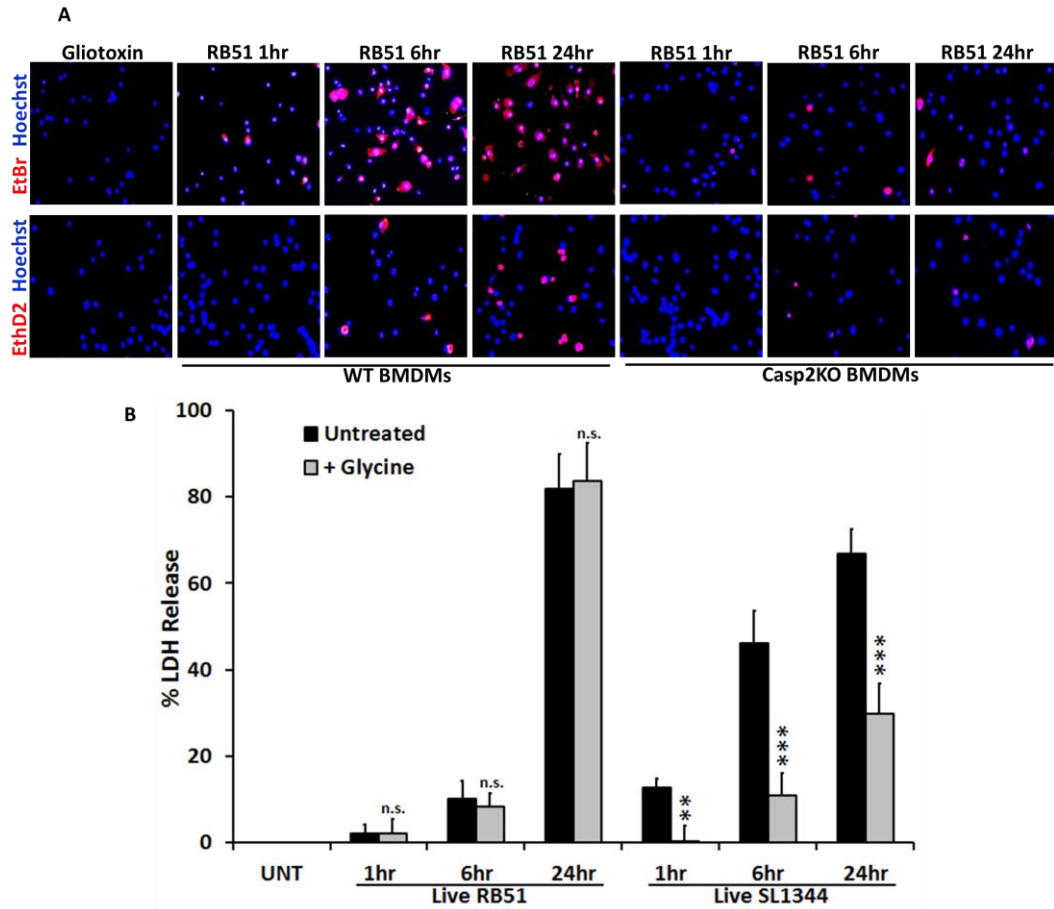 A
Gliotoxin RB51 1hr RB51 6hr RB51 24hr RB51 1hr RB51 6hr RB51 24hr
EtBr Hoechst
EthD2 Hoechst
WT BMDMs Casp2KO BMDMs
B
100
80
60
40
20
0
% LDH Release
Untreated
+ Glycine
n.s.
n.s.
n.s.
**
***
***
UNT 1hr 6hr 24hr 1hr 6hr 24hr
Live RB51 Live SL1344